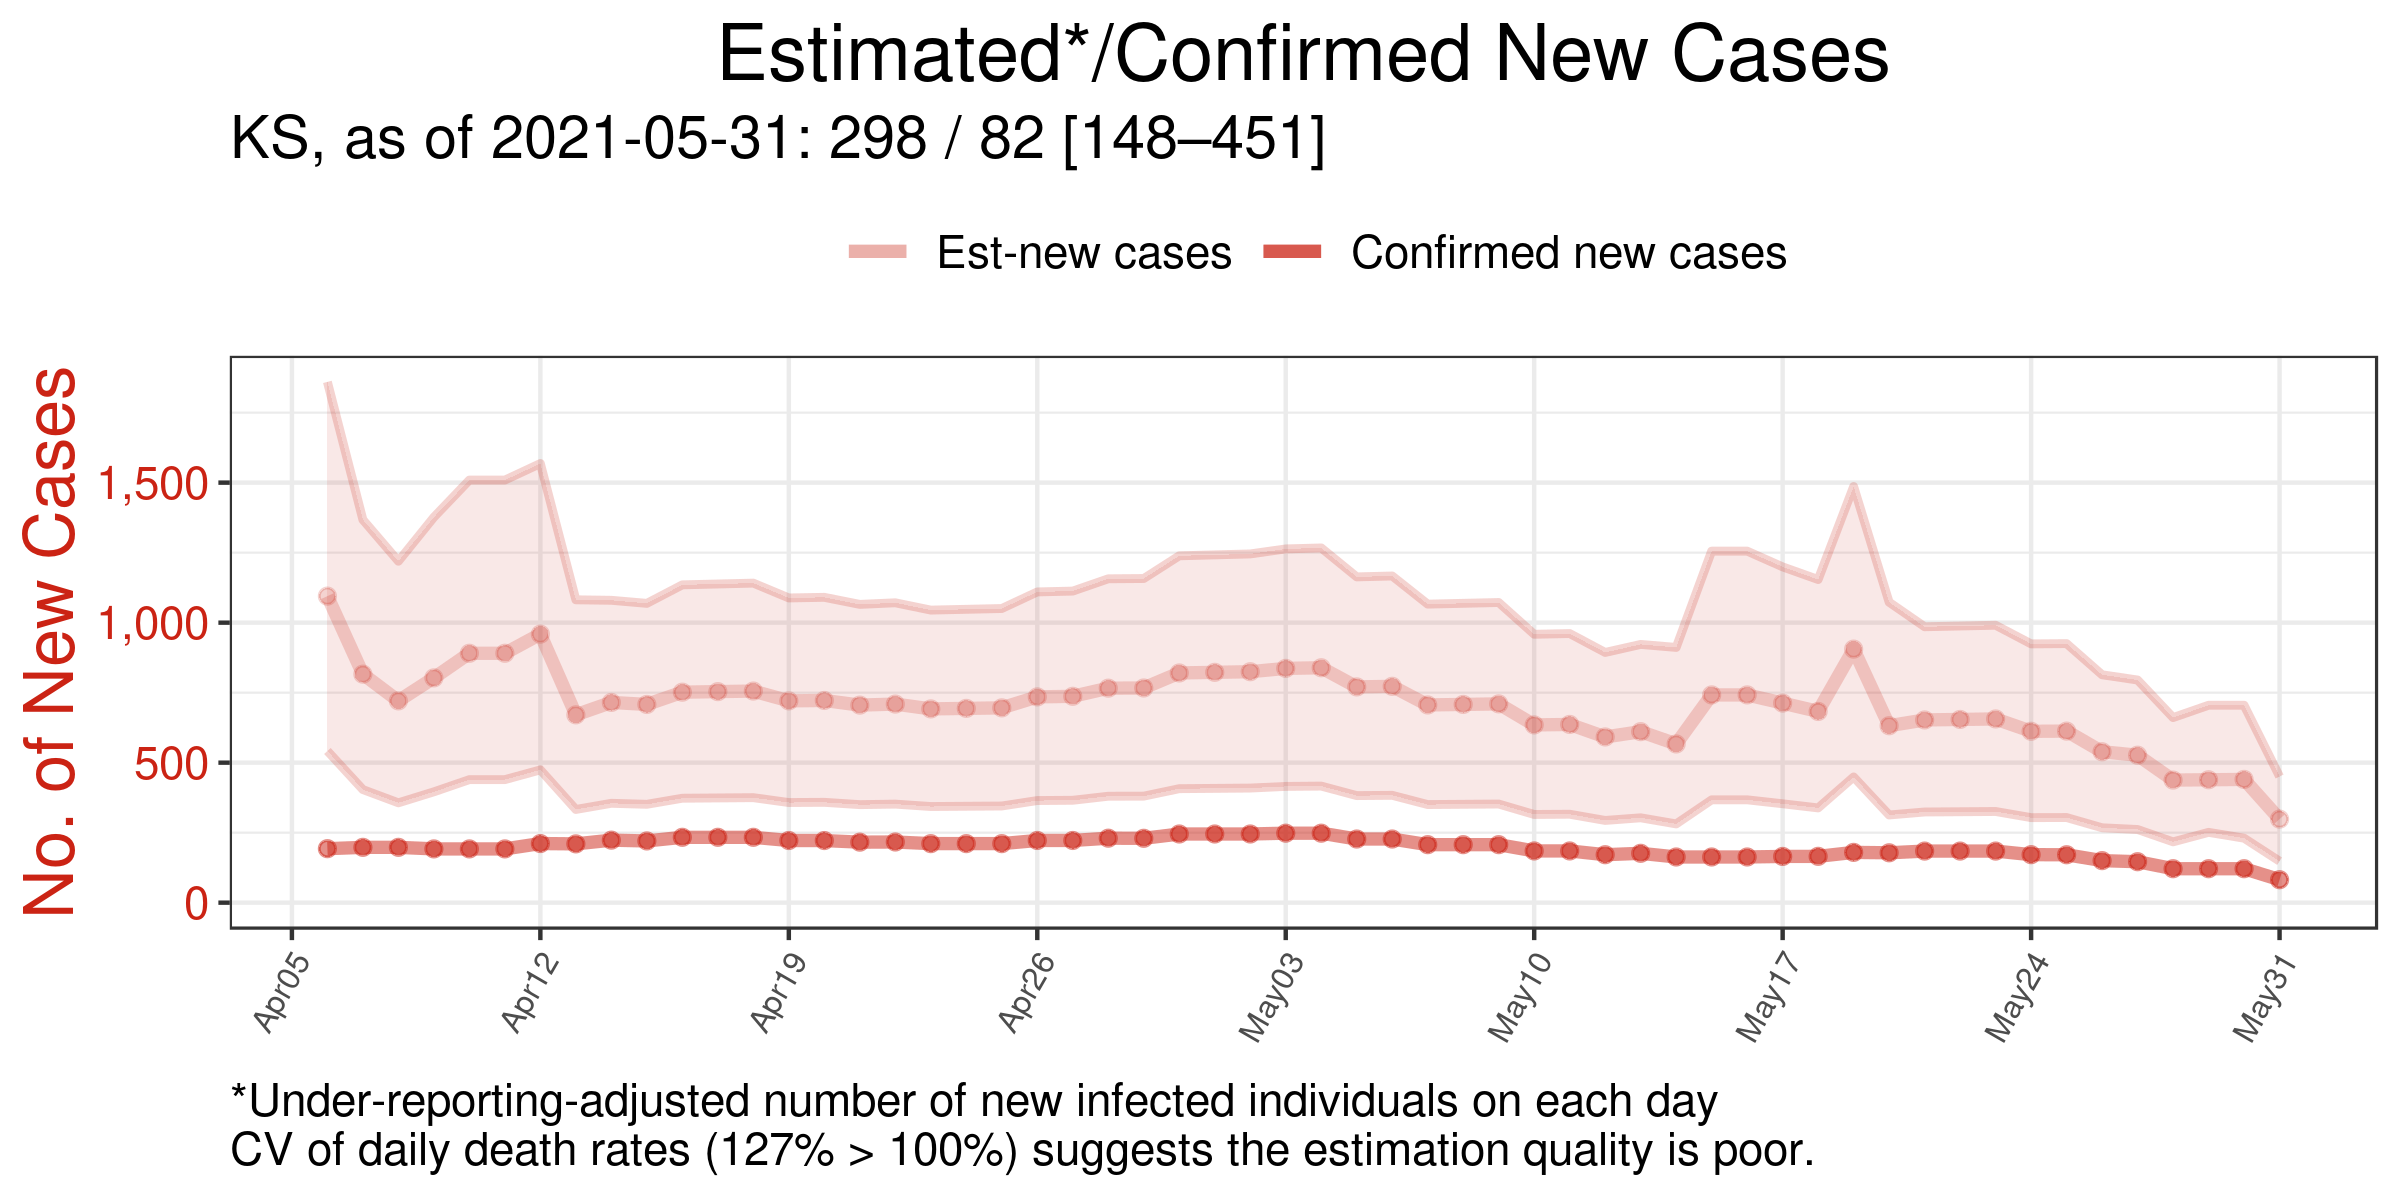 Estimated*/Confirmed New Cases
KS, as of 2021-05-31: 298 / 82 [148–451]
Est-new cases
Confirmed new cases
No. of New Cases
1,500
1,000
500
0
Apr05
Apr12
Apr19
Apr26
May03
May10
May17
May24
May31
*Under-reporting-adjusted number of new infected individuals on each day
CV of daily death rates (127% > 100%) suggests the estimation quality is poor.